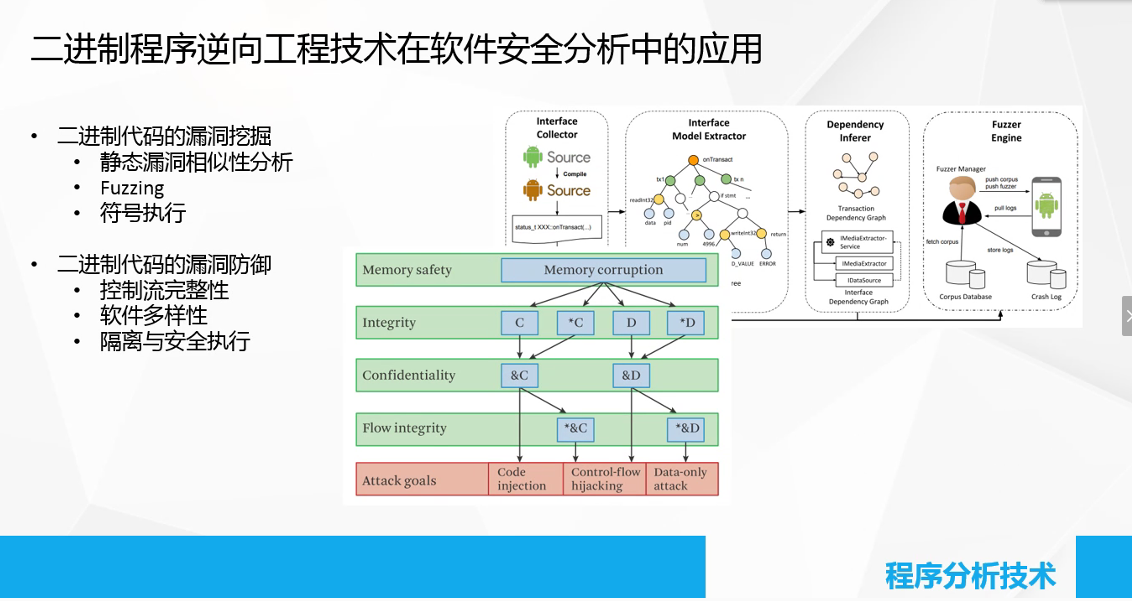 二进制程序逆向工程技术在软件安全分析中的应用
• 二进制代码的漏洞挖掘
• 静态漏洞相似性分析
• Fuzzing
• 符号执行
• 二进制代码的漏洞防御
• 控制流完整性
• 软件多样性
• 隔离与安全执行
Interface
Collector
Source
Compile
Source
status_t XXX::onTransact(...)
Interface
Model Extractor
onTransact
tx1
tx n
...
if stmt
...
readInt32
data
pid
>
writeInt32
return
num
4996
D_VALUE
ERROR
ree
Dependency
Inferer
Transaction
Dependency Graph
IMediaExtractor-
Service
IMediaExtractor
IDataSource
Interface
Dependency Graph
Fuzzer
Engine
Fuzzer Manager
push corpus
push fuzzer
pull logs
fetch corpus
store logs
Corpus Database
Crash Log
Memory safety
Memory corruption
Integrity
C
*C
D
*D
Confidentiality
&C
&D
Flow integrity
*&C
*&D
Attack goals
Code
injection
Control-flow
hijacking
Data-only
attack
程序分析技术